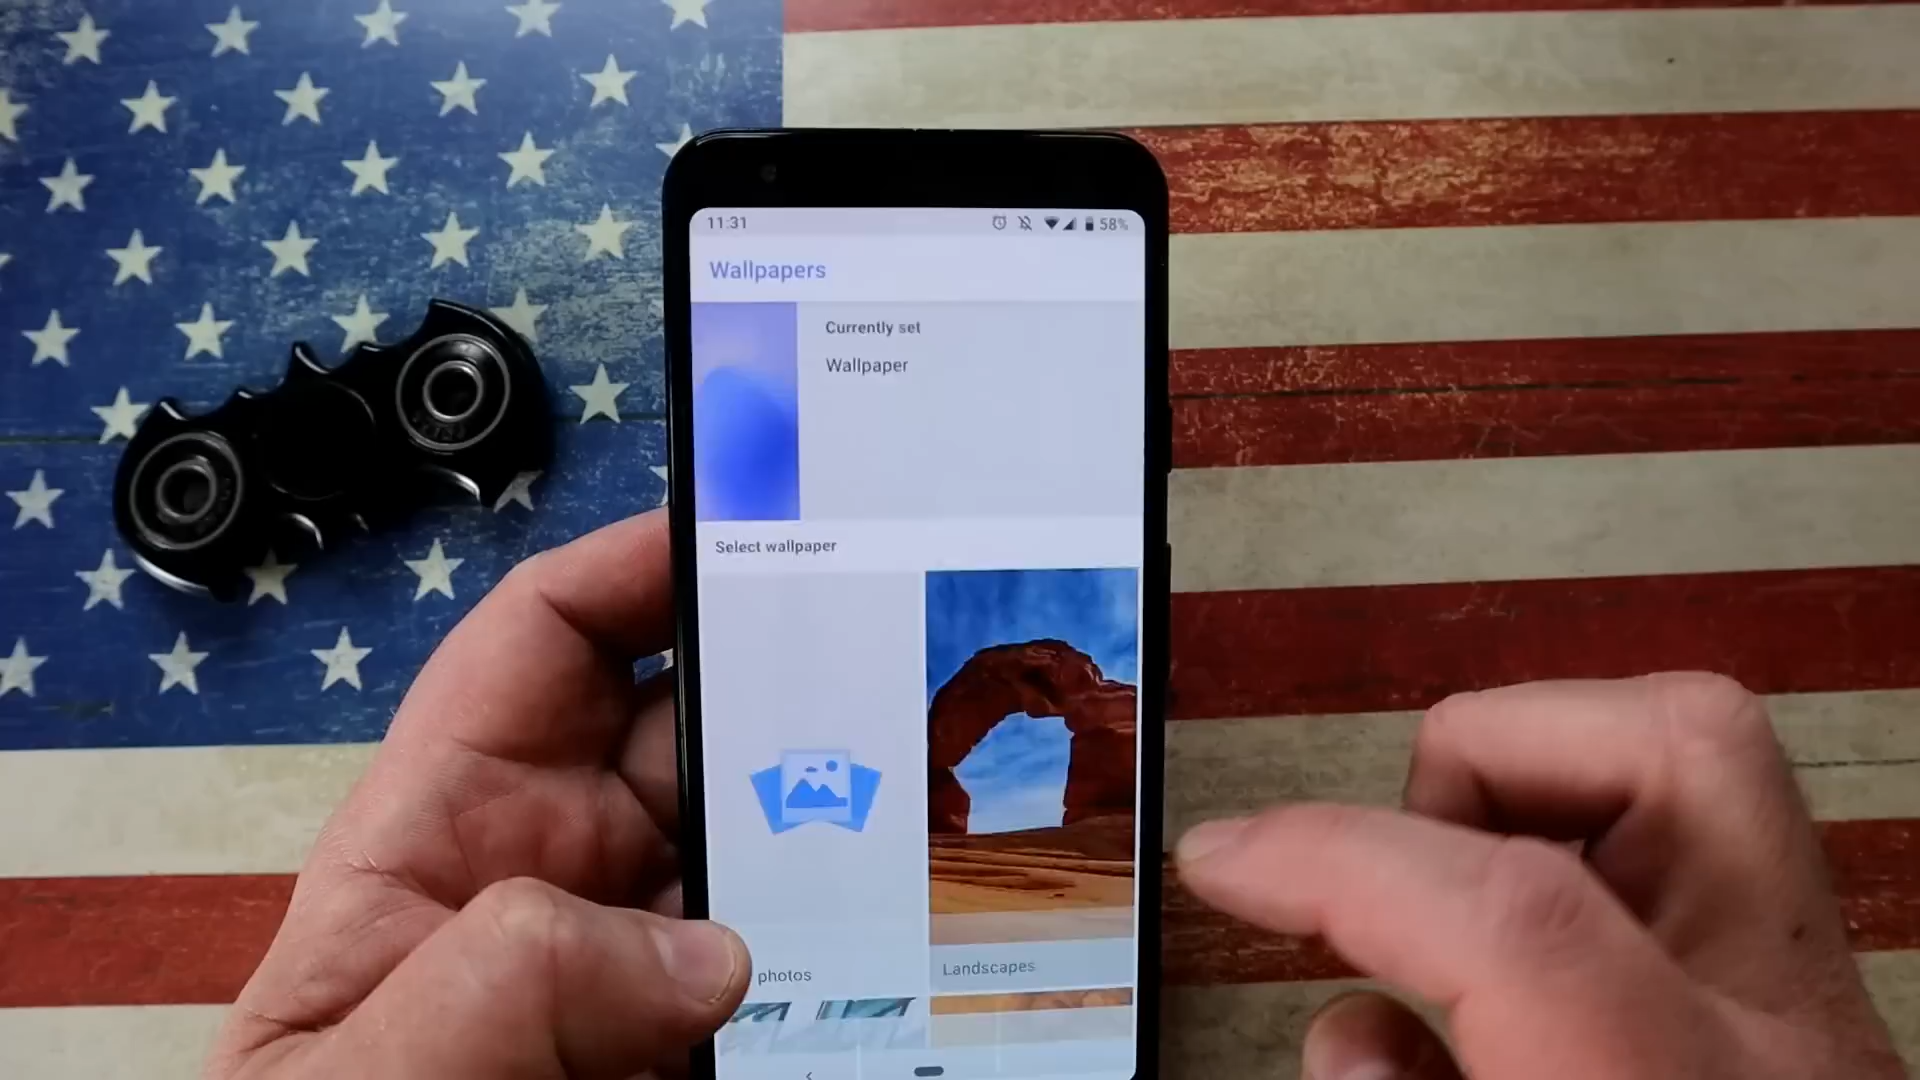 11:31 58%
Wallpapers
Currently set
Wallpaper
Select wallpaper
photos
Landscapes